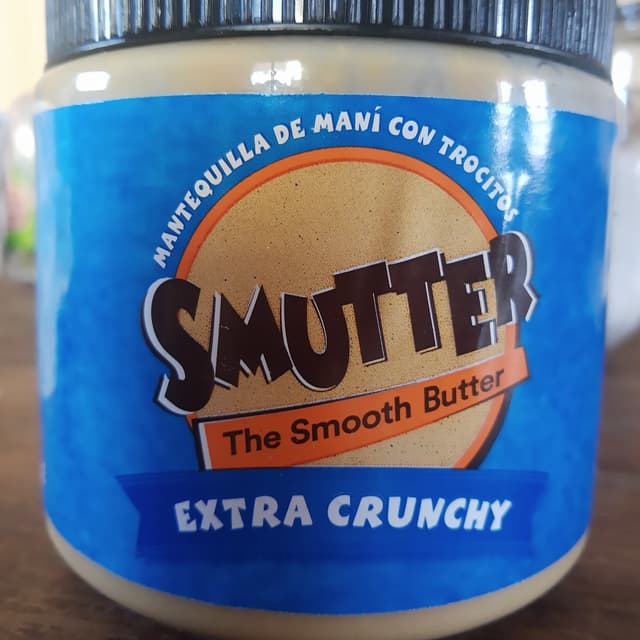 MANTEQUILLA DE MANÍ CON TROCITOS
SMUTTER
The Smooth Butter
EXTRA CRUNCHY